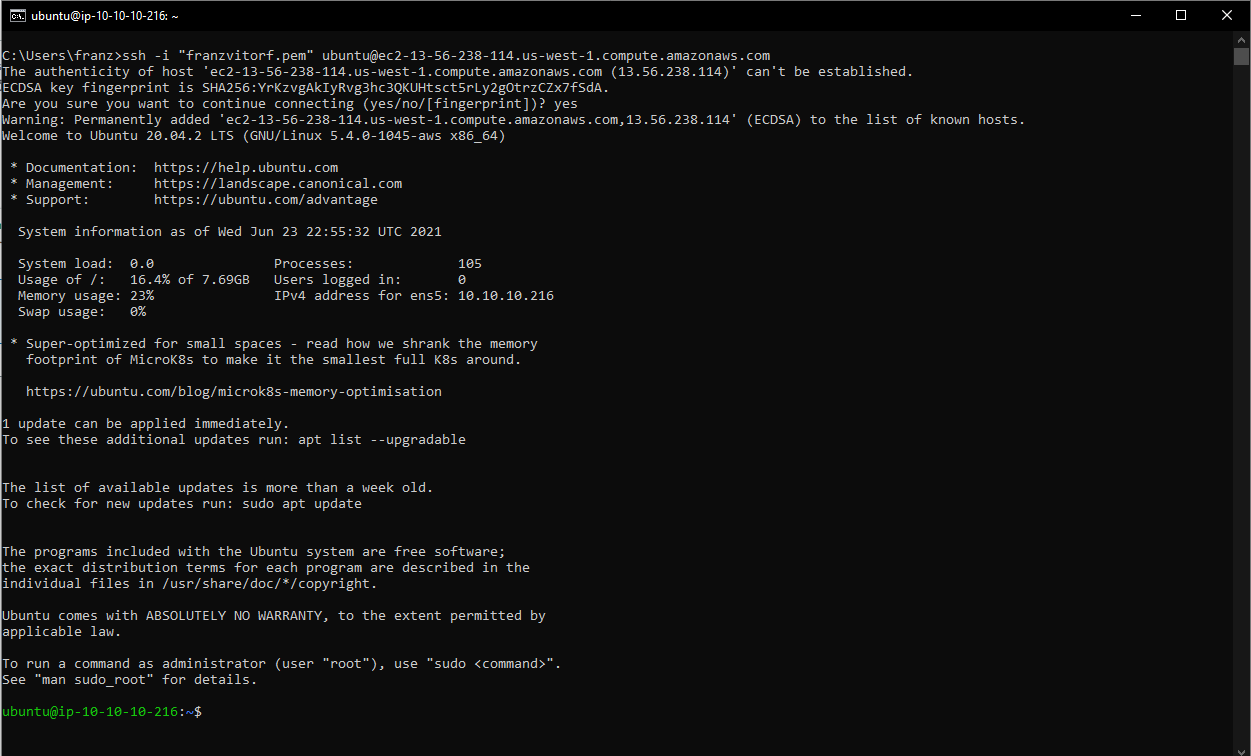 ubuntu@ip-10-10-10-216: ~
C:\Users\franz>ssh -i "franzvitorf.pem" ubuntu@ec2-13-56-238-114.us-west-1.compute.amazonaws.com
The authenticity of host 'ec2-13-56-238-114.us-west-1.compute.amazonaws.com (13.56.238.114)' can't be established.
ECDSA key fingerprint is SHA256:YrKzvgAkIyRvg3hc3QKUHtsct5rLy2gOtrzCZx7fSdA.
Are you sure you want to continue connecting (yes/no/[fingerprint])? yes
Warning: Permanently added 'ec2-13-56-238-114.us-west-1.compute.amazonaws.com,13.56.238.114' (ECDSA) to the list of known hosts.
Welcome to Ubuntu 20.04.2 LTS (GNU/Linux 5.4.0-1045-aws x86_64)
* Documentation:  https://help.ubuntu.com
* Management:     https://landscape.canonical.com
* Support:        https://ubuntu.com/advantage
System information as of Wed Jun 23 22:55:32 UTC 2021
System load:  0.0               Processes:             105
Usage of /:   16.4% of 7.69GB   Users logged in:       0
Memory usage: 23%               IPv4 address for ens5: 10.10.10.216
Swap usage:   0%
* Super-optimized for small spaces - read how we shrank the memory
footprint of MicroK8s to make it the smallest full K8s around.
https://ubuntu.com/blog/microk8s-memory-optimisation
1 update can be applied immediately.
To see these additional updates run: apt list --upgradable
The list of available updates is more than a week old.
To check for new updates run: sudo apt update
The programs included with the Ubuntu system are free software;
the exact distribution terms for each program are described in the
individual files in /usr/share/doc/*/copyright.
Ubuntu comes with ABSOLUTELY NO WARRANTY, to the extent permitted by
applicable law.
To run a command as administrator (user "root"), use "sudo <command>".
See "man sudo_root" for details.
ubuntu@ip-10-10-10-216:~$